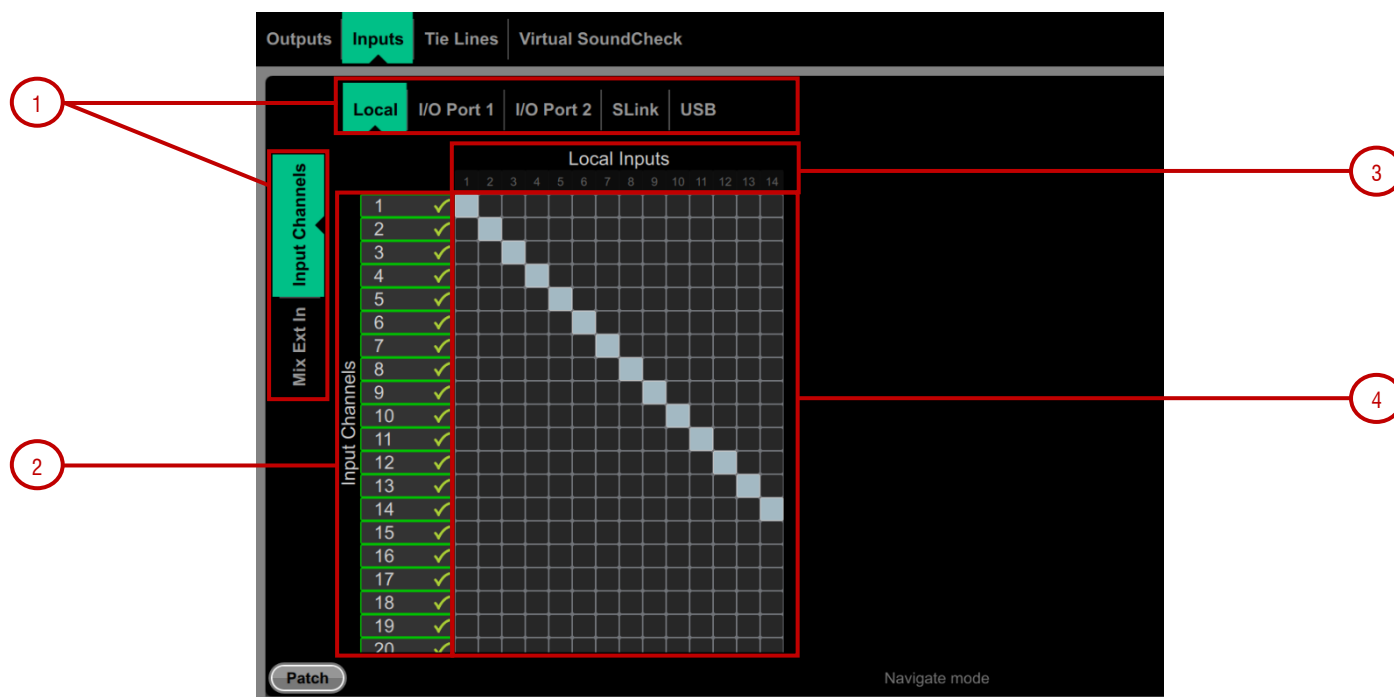 Outputs Inputs Tie Lines Virtual SoundCheck
1
Local I/O Port 1 I/O Port 2 SLink USB
Local Inputs
3
1 2 3 4 5 6 7 8 9 10 11 12 13 14
Input Channels
Mix Ext In
Input Channels
1
2
3
4
5
6
7
8
9
10
11
12
13
14
15
16
17
18
19
20
4
2
Patch
Navigate mode